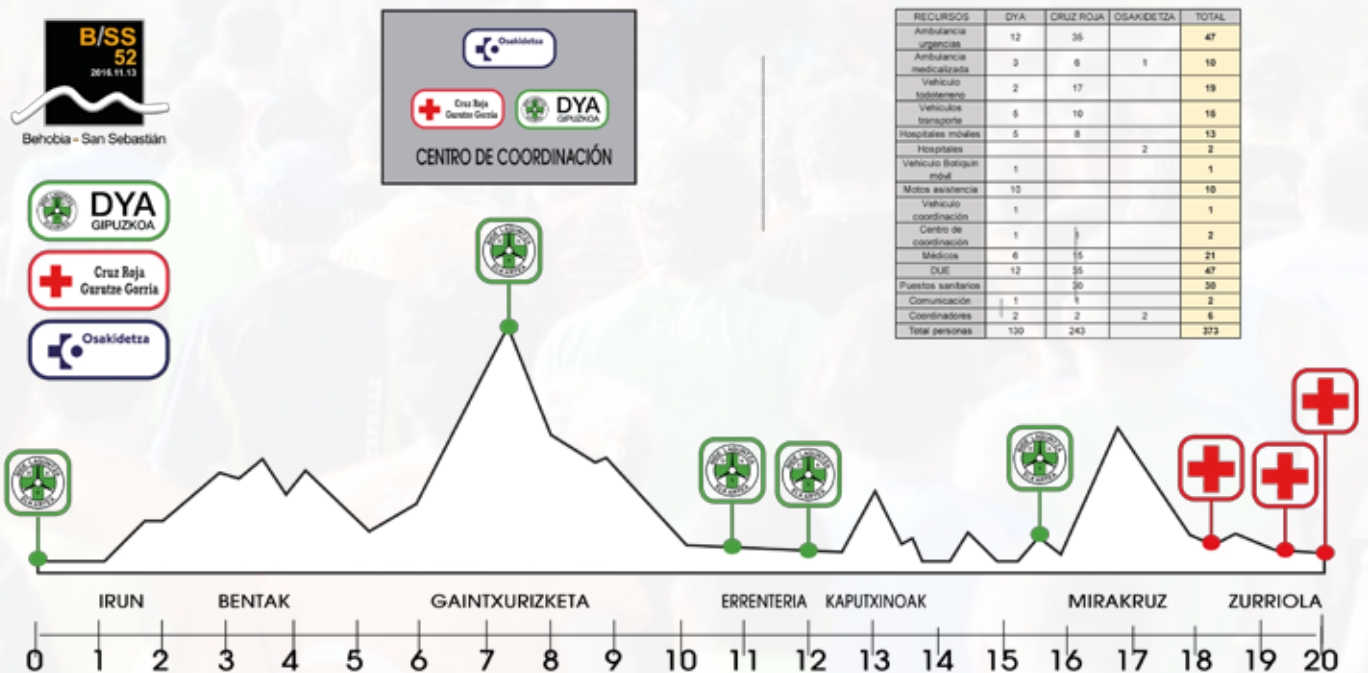 B/SS
52
2016.11.13
Behobia - San Sebastián
DYA
GIPUZKOA
Cruz Roja
Gurutze Gorria
Osakidetza
Osakidetza
Cruz Roja
Gurutze Gorria
DYA
GIPUZKOA
CENTRO DE COORDINACIÓN
RECURSOS DYA CRUZ ROJA OSAKIDETZA TOTAL
Ambulancia urgencias 12 35 47
Ambulancia medicalizada 3 6 1 10
Vehículo todoterreno 2 17 19
Vehículos transporte 5 10 15
Hospitales móviles 5 8 13
Hospitales 2 2
Vehículo Botiquín móvil 1 1
Motos asistencia 10 10
Vehículo coordinación 1 1
Centro de coordinación 1 1 2
Médicos 6 15 21
DUE 12 35 47
Puestos sanitarios 30 30
Comunicación 1 1 2
Coordinadores 2 2 2 6
Total personas 130 243 373
IRUN BENTAK GAINTXURIZKETA ERRENTERIA KAPUTXINOAK MIRAKRUZ ZURRIOLA
0 1 2 3 4 5 6 7 8 9 10 11 12 13 14 15 16 17 18 19 20